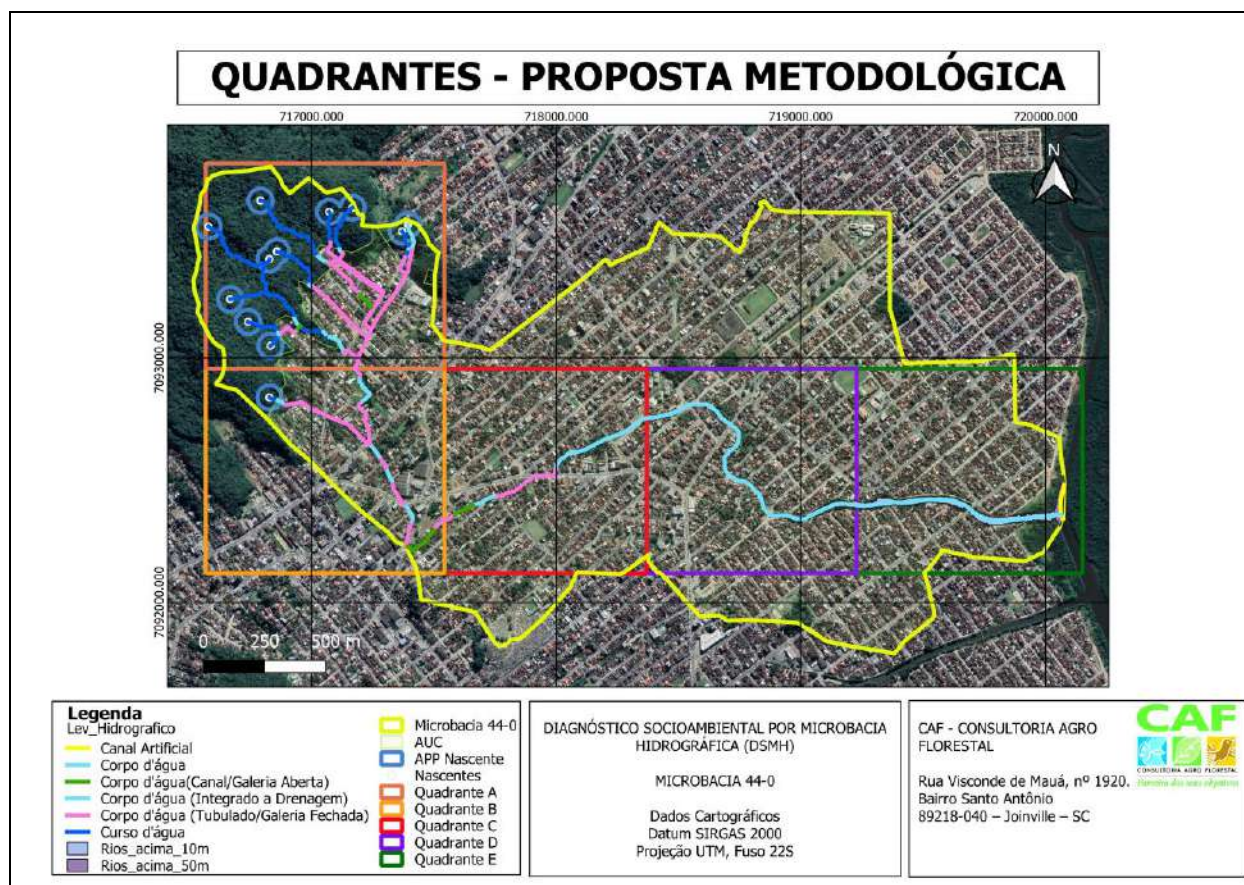 QUADRANTES - PROPOSTA METODOLÓGICA
717000.000
718000.000
719000.000
720000.000
N
7093000.000
7092000.000
0 250 500 m
Legenda
Lev_Hidrografico
Canal Artificial
Corpo d'água
Corpo d'água(Canal/Galeria Aberta)
Corpo d'água (Integrado a Drenagem)
Corpo d'água (Tubulado/Galeria Fechada)
Curso d'água
Rios_acima_10m
Rios_acima_50m
Microbacia 44-0
AUC
APP Nascente
Nascentes
Quadrante A
Quadrante B
Quadrante C
Quadrante D
Quadrante E
DIAGNÓSTICO SOCIOAMBIENTAL POR MICROBACIA
HIDROGRÁFICA (DSMH)
MICROBACIA 44-0
Dados Cartográficos
Datum SIRGAS 2000
Projeção UTM, Fuso 22S
CAF - CONSULTORIA AGRO
FLORESTAL
Rua Visconde de Mauá, nº 1920.
Bairro Santo Antônio
89218-040 – Joinville – SC
CAF
CONSULTORIA AGRO FLORESTAL